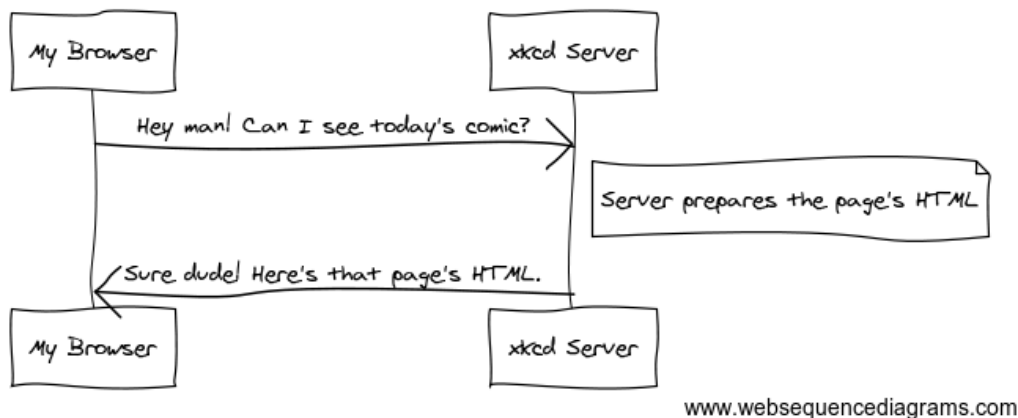 My Browser
xkcd Server
Hey man! Can I see today's comic?
Server prepares the page's HTML
Sure dude! Here's that page's HTML.
My Browser
xkcd Server
www.websequencediagrams.com